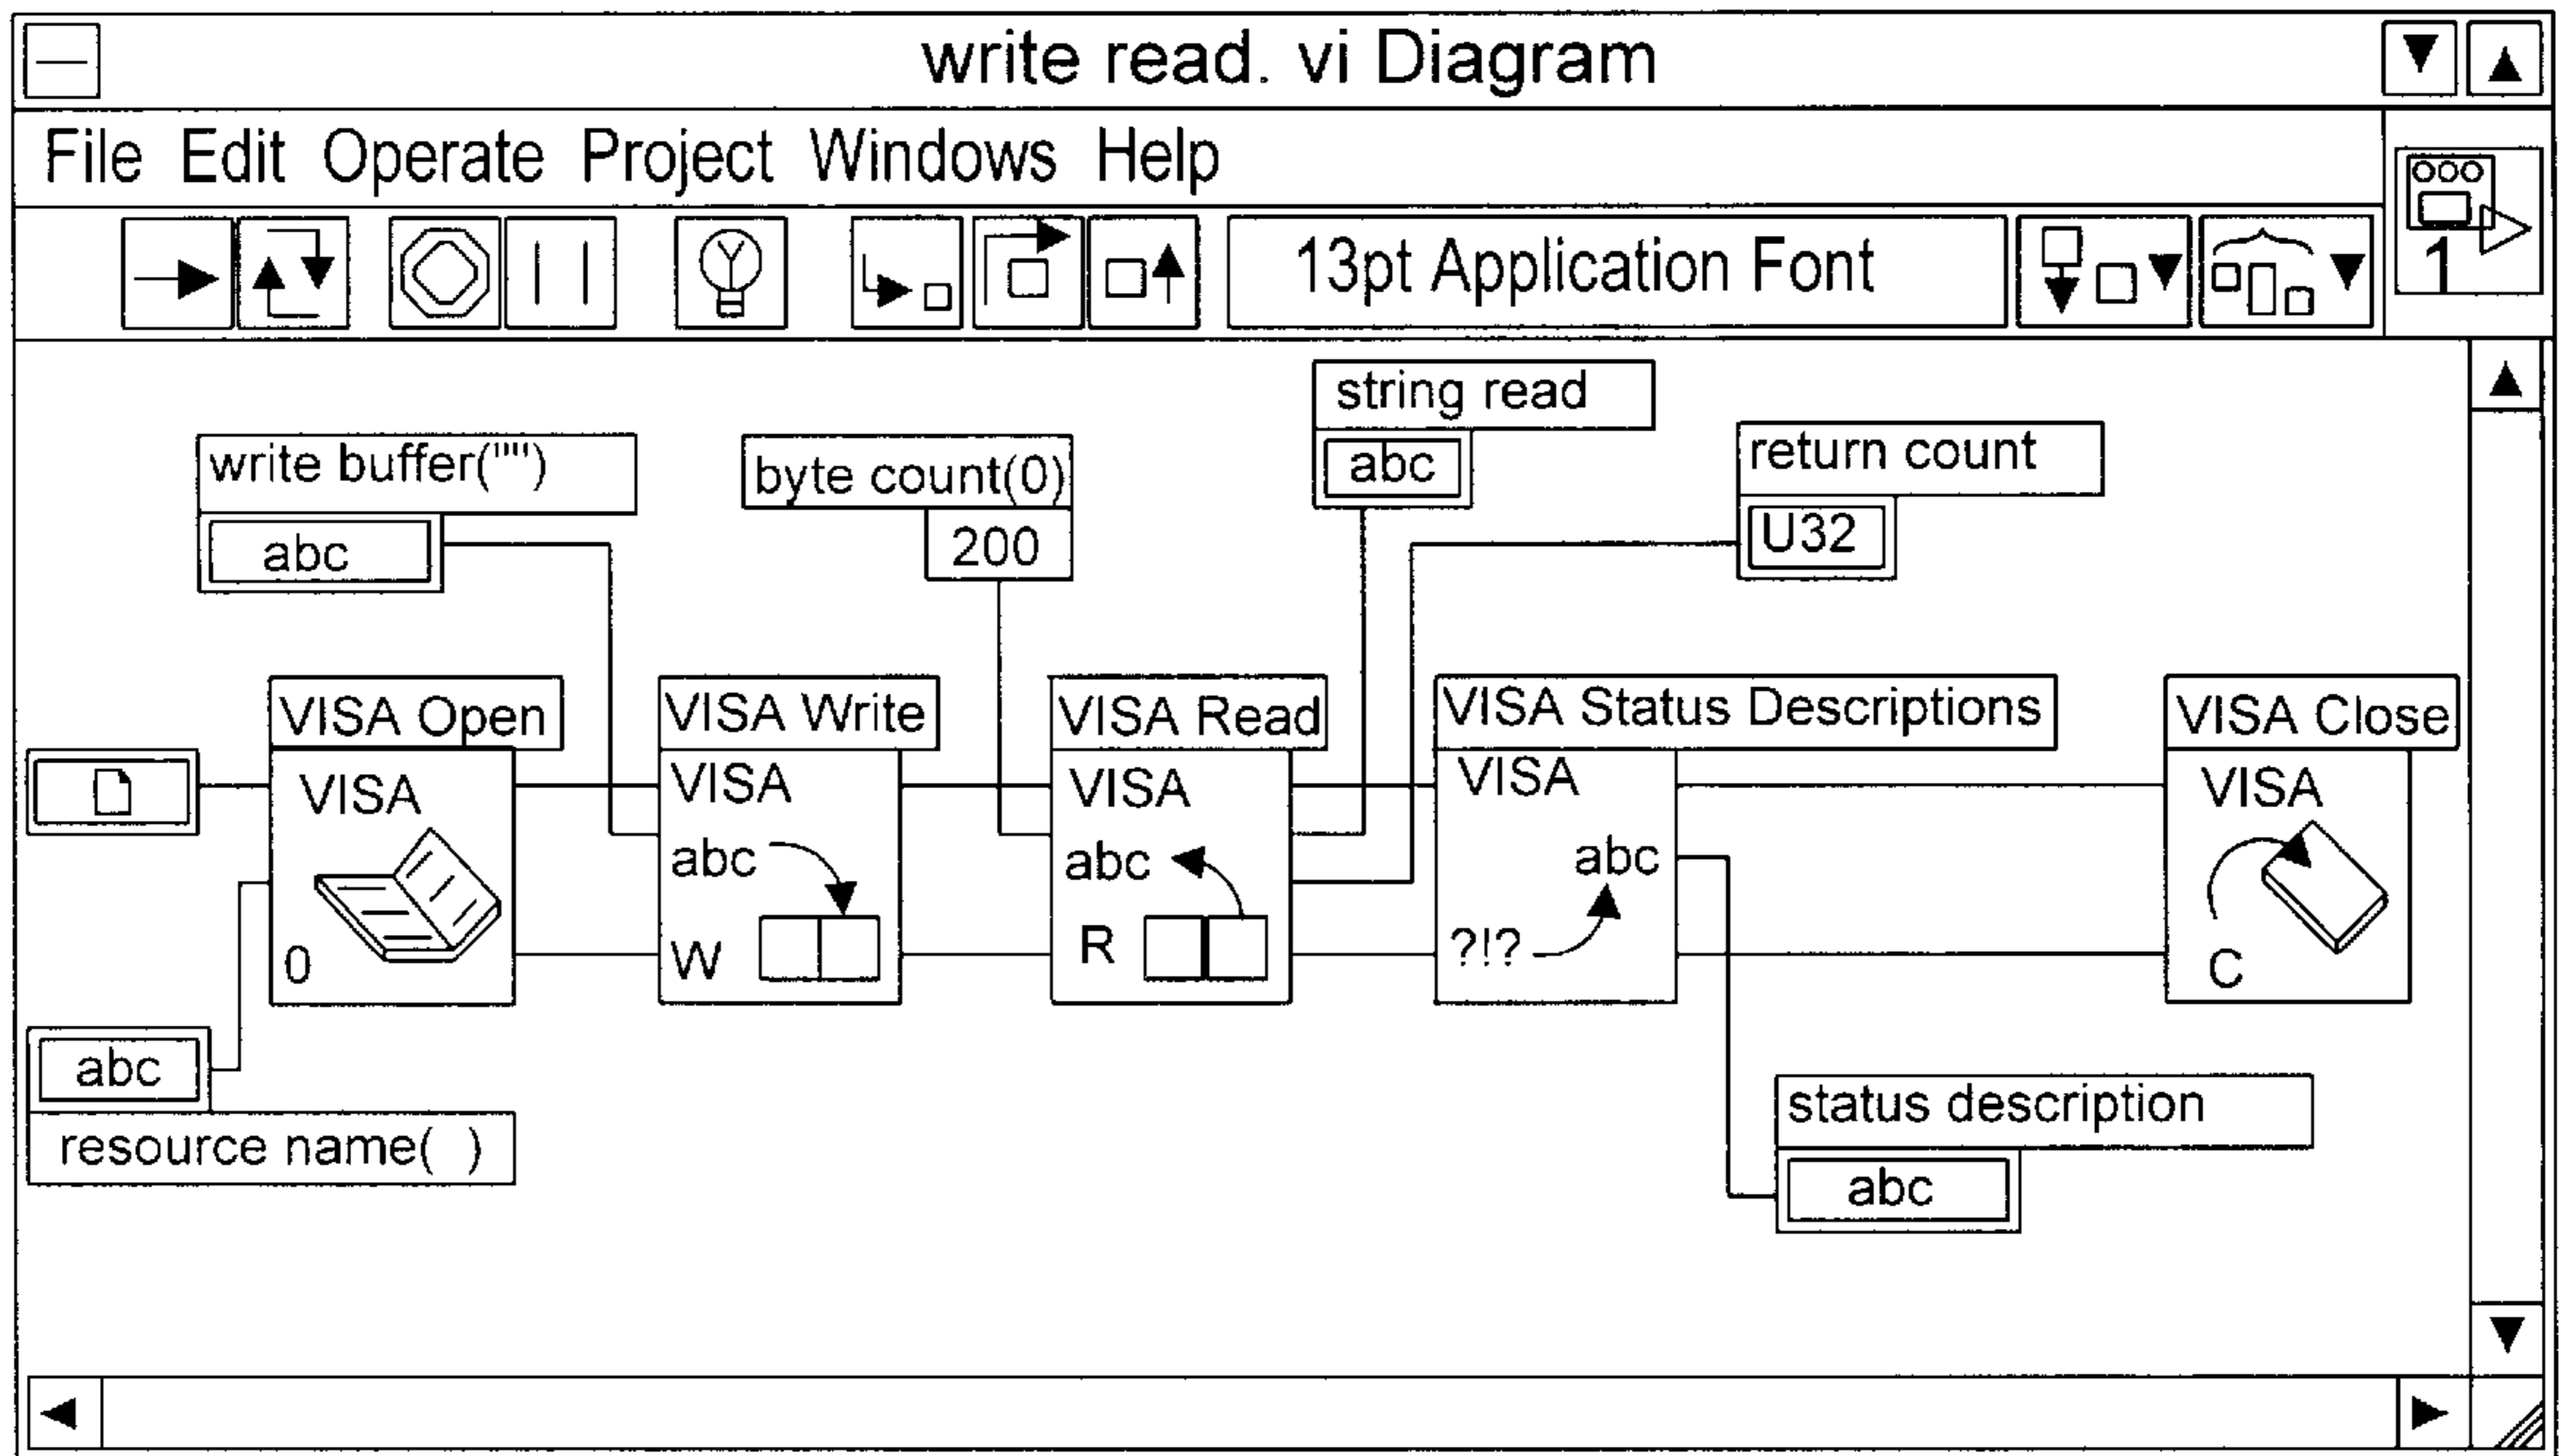 write read. vi Diagram
File Edit Operate Project Windows Help
13pt Application Font
1
string read
abc
write buffer("")
abc
byte count(0)
200
return count
U32
VISA Open
VISA
0
VISA Write
VISA
abc
W
VISA Read
VISA
abc
R
VISA Status Descriptions
VISA
abc
?!?
VISA Close
VISA
C
abc
resource name( )
status description
abc